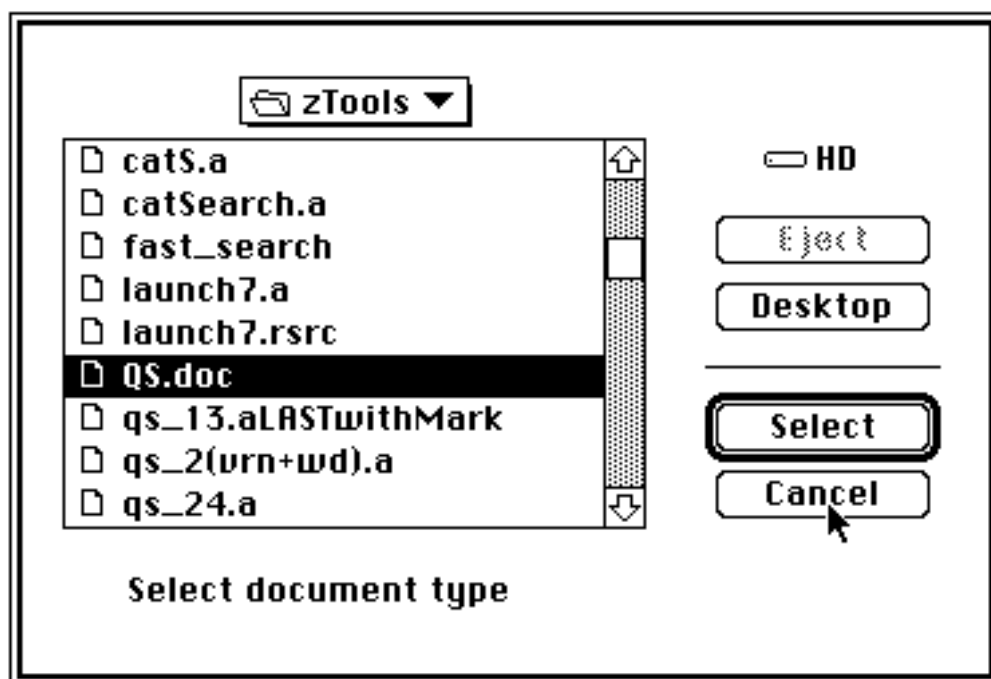 zTools
catS.a
catSearch.a
fast_search
launch7.a
launch7.rsrc
QS.doc
qs_13.aLASTwithMark
qs_2(vrn+wd).a
qs_24.a
HD
Eject
Desktop
Select
Cancel
Select document type